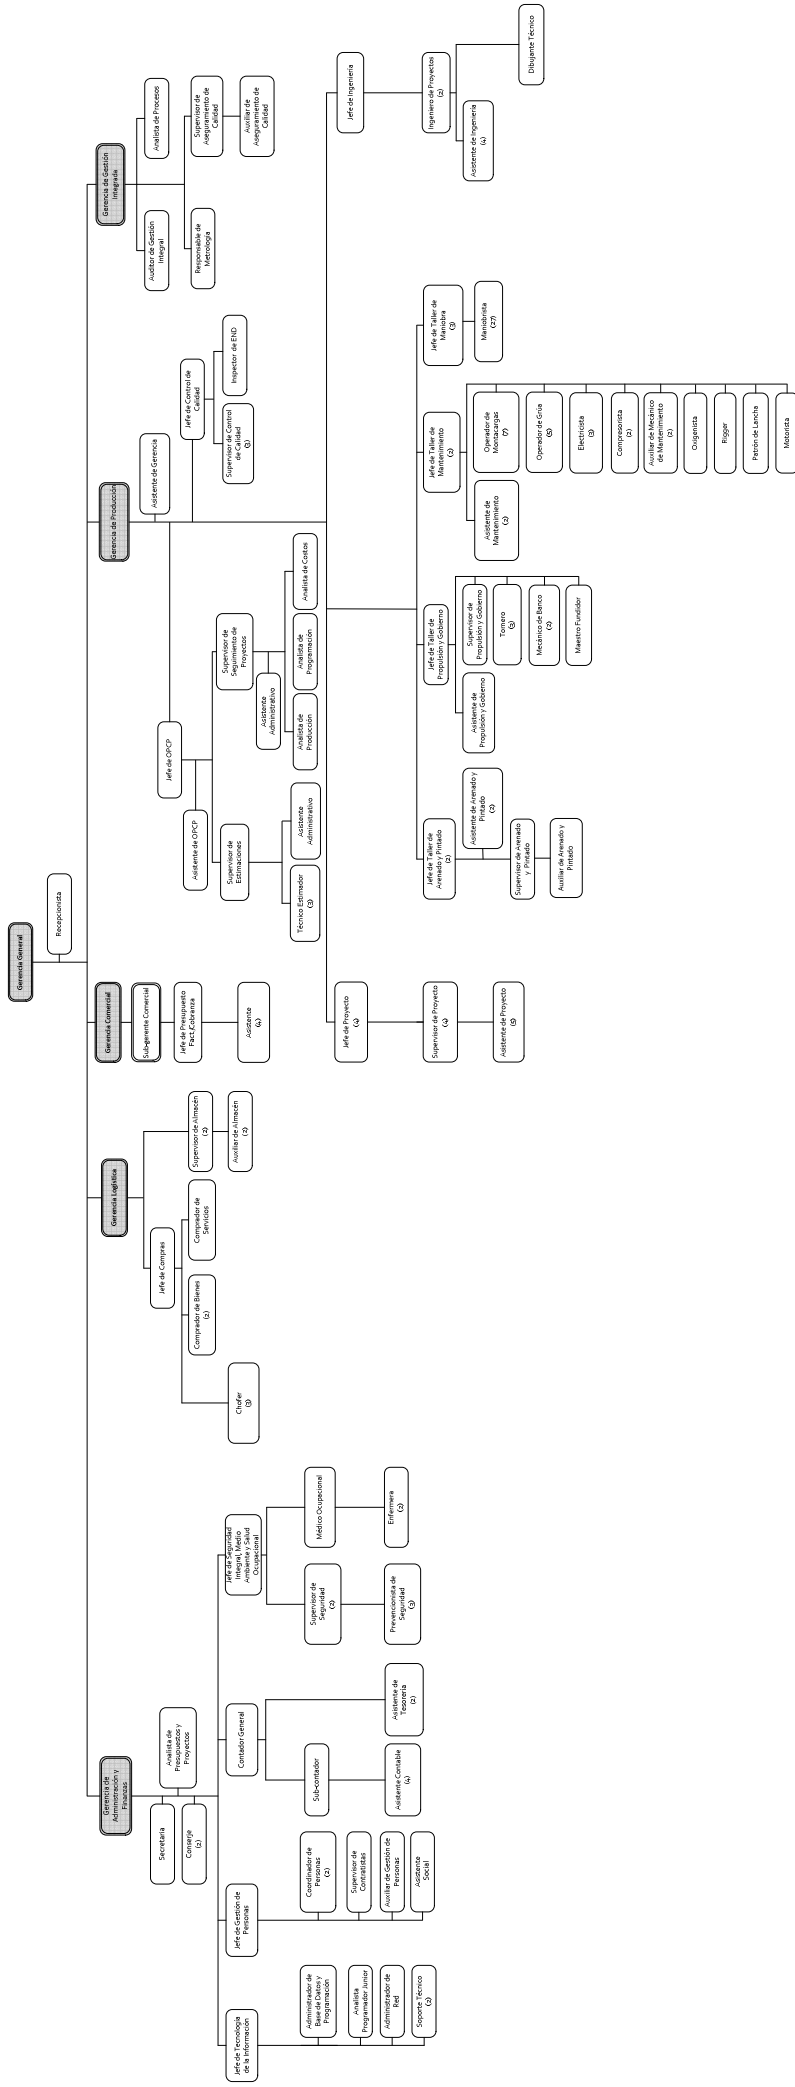 Gerencia General
Recepcionista
Gerencia de
Administración y
Finanzas
Secretaria
Analista de
Presupuestos y
Proyectos
Conserje
(2)
Jefe de Tecnología
de la Información
Administrador de
Base de Datos y
Programación
Analista
Programador Junior
Administrador de
Red
Soporte Técnico
(2)
Jefe de Gestión de
Personas
Coordinador de
Personas
(2)
Supervisor de
Contratistas
Auxiliar de Gestión de
Personas
Asistente
Social
Contador General
Sub-contador
Asistente Contable
(4)
Asistente de
Tesorería
(2)
Jefe de Seguridad
Integral, Medio
Ambiente y Salud
Ocupacional
Supervisor de
Seguridad
(2)
Prevencionista de
Seguridad
(3)
Médico Ocupacional
Enfermera
(2)
Gerencia Logística
Jefe de Compras
Chofer
(3)
Comprador de Bienes
(2)
Comprador de
Servicios
Supervisor de Almacén
(2)
Auxiliar de Almacén
(2)
Gerencia Comercial
Sub-gerente Comercial
Jefe de Presupuesto
Fact./Cobranza
Asistente
(4)
Gerencia de Producción
Asistente de Gerencia
Jefe de OPCP
Asistente de OPCP
Supervisor de
Estimaciones
Técnico Estimador
(3)
Asistente
Administrativo
Supervisor de
Seguimiento de
Proyectos
Asistente
Administrativo
Analista de
Producción
Analista de
Programación
Analista de Costos
Jefe de Control de
Calidad
Supervisor de Control
de Calidad
(3)
Inspector de END
Jefe de Proyecto
(4)
Supervisor de Proyecto
(4)
Asistente de Proyecto
(5)
Jefe de Taller de
Arenado y Pintado
(2)
Asistente de Arenado y
Pintado
(2)
Supervisor de Arenado
y Pintado
Auxiliar de Arenado y
Pintado
Jefe de Taller de
Propulsión y Gobierno
Asistente de
Propulsión y Gobierno
Supervisor de
Propulsión y Gobierno
Tornero
(3)
Mecánico de Banco
(2)
Maestro Fundidor
Jefe de Taller de
Mantenimiento
(2)
Asistente de
Mantenimiento
(2)
Operador de
Montacargas
(7)
Operador de Grúa
(5)
Electricista
(3)
Compresorista
(2)
Auxiliar de Mecánico
de Mantenimiento
(2)
Oxigenista
Rigger
Patrón de Lancha
Motorista
Jefe de Taller de
Maniobra
(3)
Maniobrista
(27)
Jefe de Ingeniería
Ingeniero de Proyectos
(2)
Asistente de Ingeniería
(4)
Dibujante Técnico
Gerencia de Gestión
Integrada
Auditor de Gestión
Integral
Analista de Procesos
Responsable de
Metrología
Supervisor de
Aseguramiento de
Calidad
Auxiliar de
Aseguramiento de
Calidad